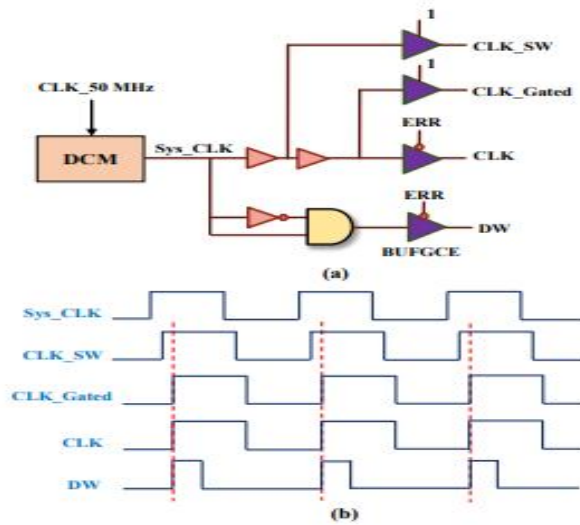 1
CLK_SW
1
CLK_50 MHz
CLK_Gated
ERR
Sys_CLK
DCM
CLK
ERR
DW
BUFGCE
(a)
Sys_CLK
CLK_SW
CLK_Gated
CLK
DW
(b)